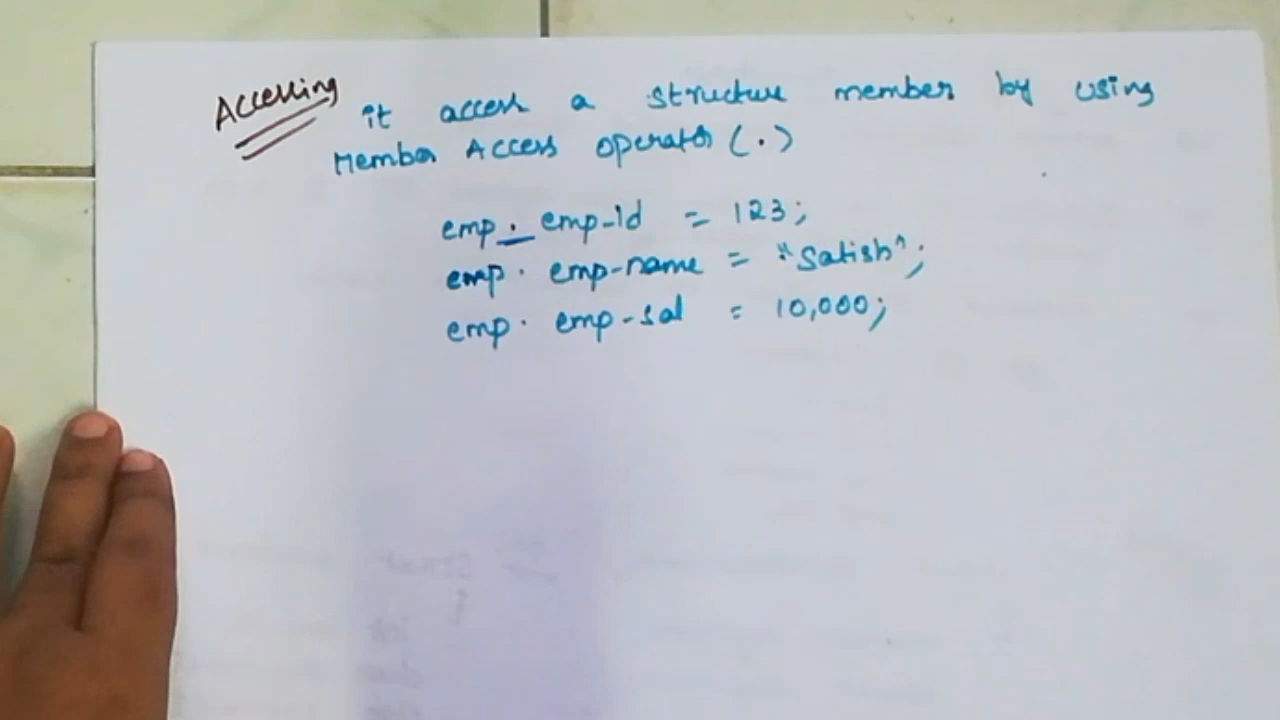 Accessing it access a structure member by using
Member Access operator (.)
emp . emp-id = 123;
emp . emp-name = "Satish";
emp . emp-sal = 10,000;